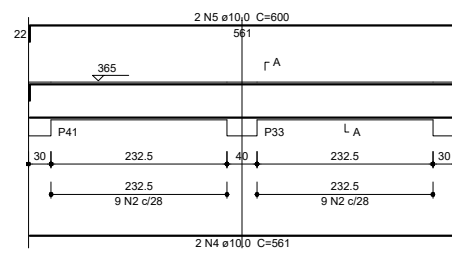 2 N5 ø10.0 C=600
22 561
A
365
P41 P33 A
30 232.5 40 232.5 30
232.5 232.5
9 N2 c/28 9 N2 c/28
2 N4 ø10.0 C=561